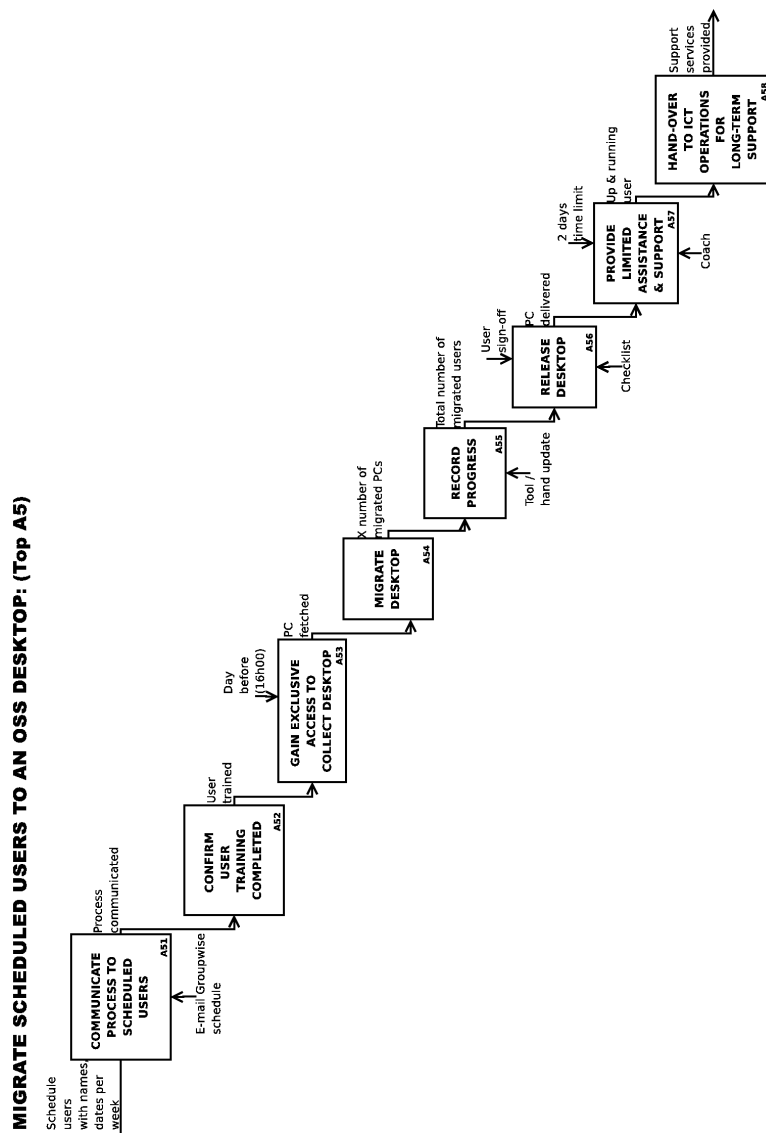 MIGRATE SCHEDULED USERS TO AN OSS DESKTOP: (Top A5)
Schedule
users
with names,
dates per
week
COMMUNICATE
PROCESS TO
SCHEDULED
USERS
A51
E-mail Groupwise
schedule
Process
communicated
CONFIRM
USER
TRAINING
COMPLETED
A52
User
trained
GAIN EXCLUSIVE
ACCESS TO
COLLECT DESKTOP
A53
Day
before
(16h00)
PC
fetched
MIGRATE
DESKTOP
A54
X number of
migrated PCs
RECORD
PROGRESS
A55
Tool /
hand update
Total number of
migrated users
RELEASE
DESKTOP
A56
User
sign-off
Checklist
PC
delivered
PROVIDE
LIMITED
ASSISTANCE
& SUPPORT
A57
2 days
time limit
Coach
Up & running
user
HAND-OVER
TO ICT
OPERATIONS
FOR
LONG-TERM
SUPPORT
A58
Support
services
provided